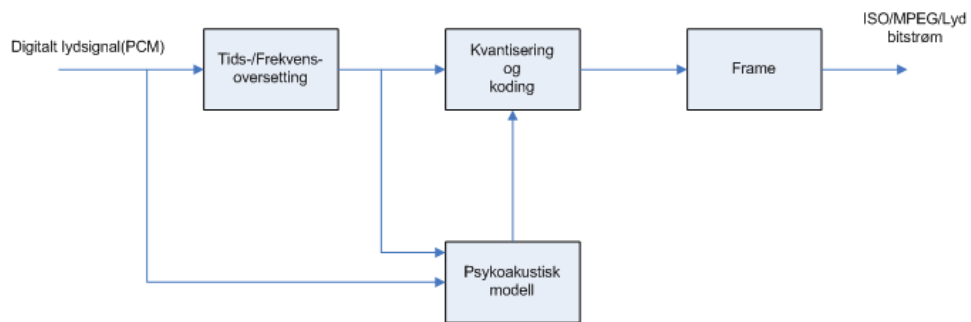 ISO/MPEG/Lyd
bitstrøm
Digitalt lydsignal(PCM)
Tids-/Frekvens-
oversetting
Kvantisering
og
koding
Frame
Psykoakustisk
modell